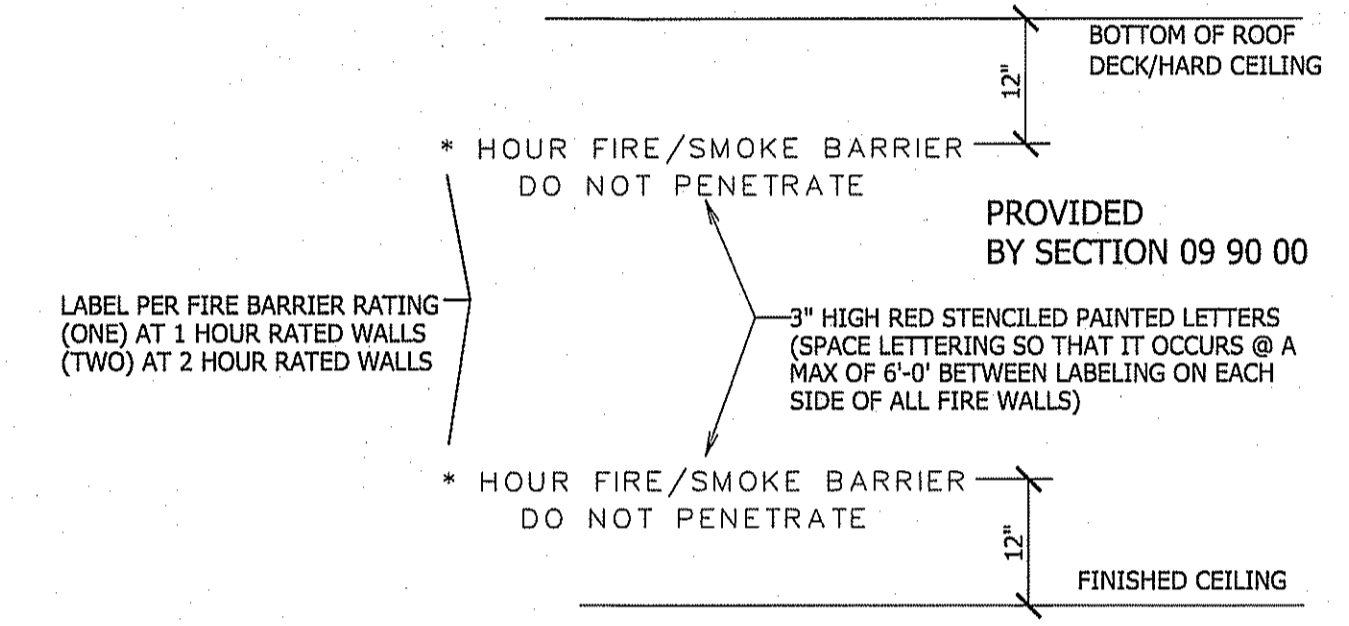 BOTTOM OF ROOF
DECK/HARD CEILING
12"
* HOUR FIRE/SMOKE BARRIER
DO NOT PENETRATE
PROVIDED
BY SECTION 09 90 00
LABEL PER FIRE BARRIER RATING
(ONE) AT 1 HOUR RATED WALLS
(TWO) AT 2 HOUR RATED WALLS
3" HIGH RED STENCILED PAINTED LETTERS
(SPACE LETTERING SO THAT IT OCCURS @ A
MAX OF 6'-0' BETWEEN LABELING ON EACH
SIDE OF ALL FIRE WALLS)
* HOUR FIRE/SMOKE BARRIER
DO NOT PENETRATE
12"
FINISHED CEILING